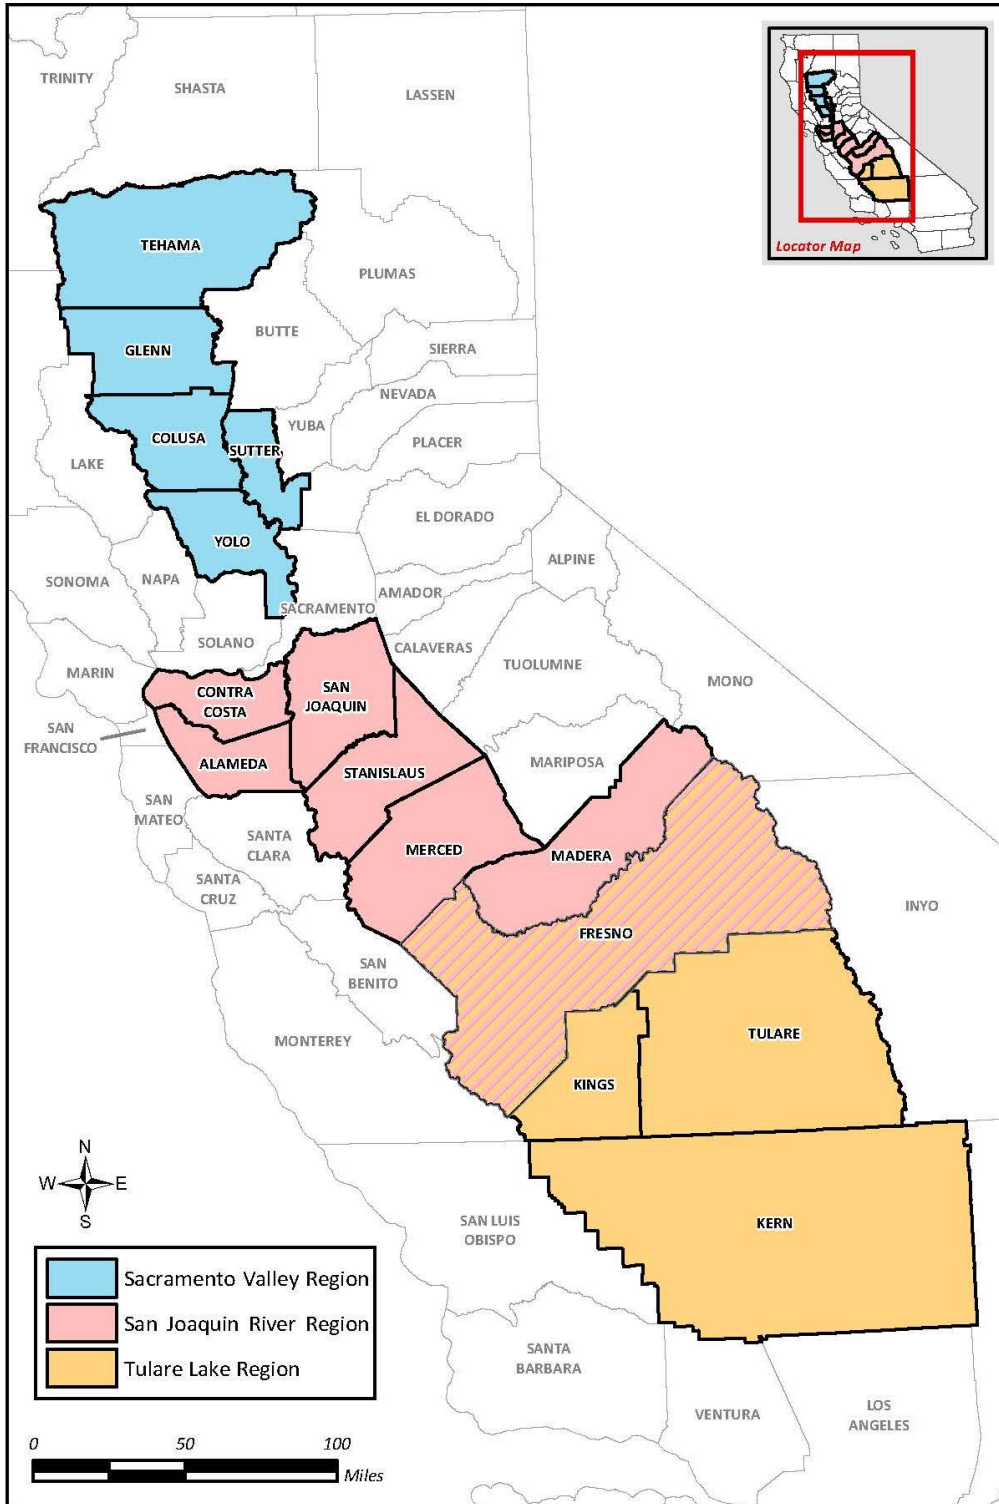 TRINITY
SHASTA
LASSEN
Locator Map
TEHAMA
PLUMAS
BUTTE
GLENN
SIERRA
NEVADA
YUBA
COLUSA
SUTTER
PLACER
LAKE
EL DORADO
YOLO
ALPINE
NAPA
SONOMA
AMADOR
SACRAMENTO
SOLANO
CALAVERAS
TUOLUMNE
MARIN
MONO
CONTRA
COSTA
SAN
JOAQUIN
SAN
FRANCISCO
ALAMEDA
STANISLAUS
MARIPOSA
SAN
MATEO
SANTA
CLARA
MERCED
MADERA
SANTA
CRUZ
INYO
FRESNO
SAN
BENITO
MONTEREY
TULARE
KINGS
N
W
E
S
SAN LUIS
OBISPO
KERN
Sacramento Valley Region
San Joaquin River Region
Tulare Lake Region
SANTA
BARBARA
VENTURA
LOS
ANGELES
0
50
100
Miles